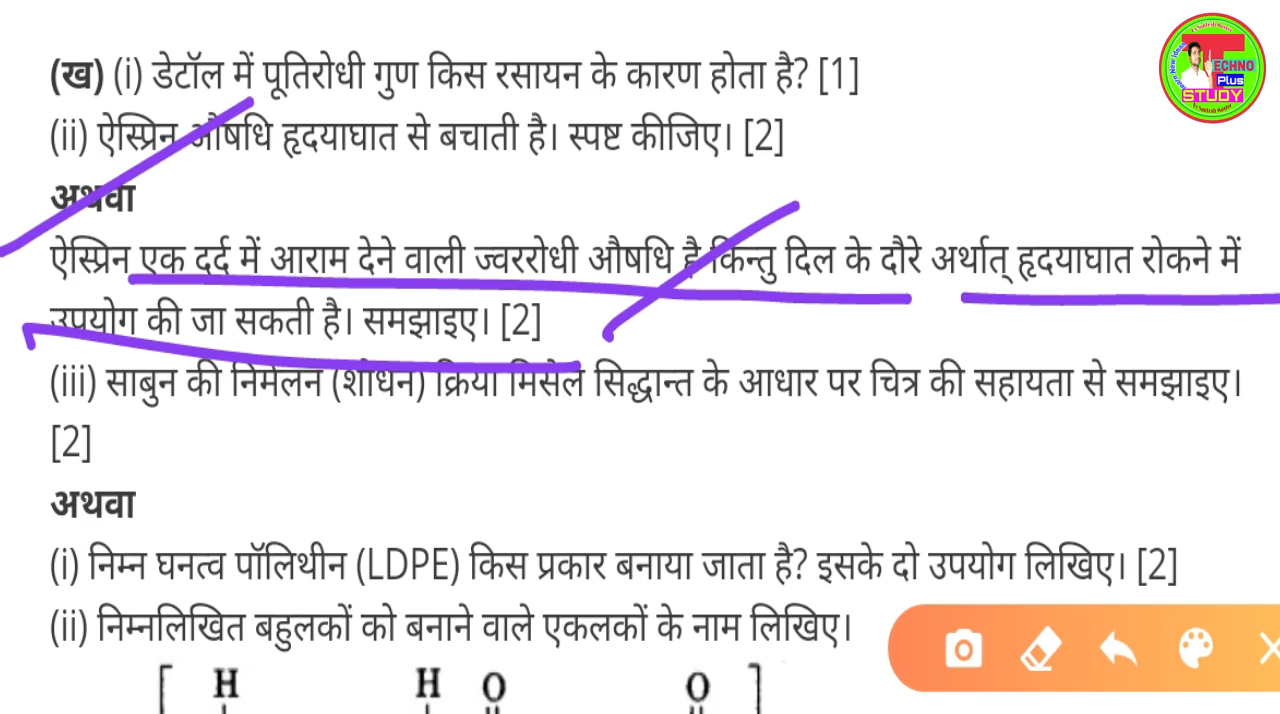 (ख) (i) डेटॉल में पूतिरोधी गुण किस रसायन के कारण होता है? [1]
(ii) ऐस्प्रिन औषधि हृदयाघात से बचाती है। स्पष्ट कीजिए। [2]
अथवा
ऐस्प्रिन एक दर्द में आराम देने वाली ज्वररोधी औषधि है किन्तु दिल के दौरे अर्थात् हृदयाघात रोकने में
उपयोग की जा सकती है। समझाइए। [2]
(iii) साबुन की निर्मलन (शोधन) क्रिया मिसेल सिद्धान्त के आधार पर चित्र की सहायता से समझाइए।
[2]
अथवा
(i) निम्न घनत्व पॉलिथीन (LDPE) किस प्रकार बनाया जाता है? इसके दो उपयोग लिखिए। [2]
(ii) निम्नलिखित बहुलकों को बनाने वाले एकलकों के नाम लिखिए।
H H O O
TECHNO
Plus
STUDY